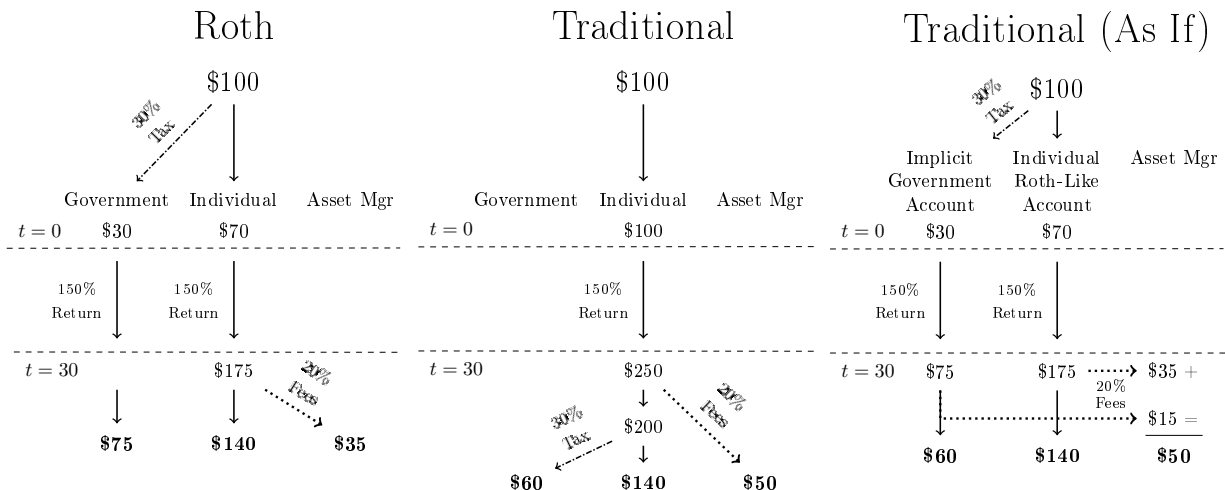 Roth
$100
30%
Tax
Government Individual Asset Mgr
t = 0 $30 $70
150%
Return
150%
Return
t = 30 $175
20%
Fees
$75 $140 $35
Traditional
$100
Government Individual Asset Mgr
t = 0 $100
150%
Return
t = 30 $250
20%
Fees
30%
Tax
$200
$60 $140 $50
Traditional (As If)
$100
30%
Tax
Implicit
Government
Account
Individual
Roth-Like
Account
Asset Mgr
t = 0 $30 $70
150%
Return
150%
Return
t = 30 $75 $175 $35 +
20%
Fees
$15 =
$60 $140 $50